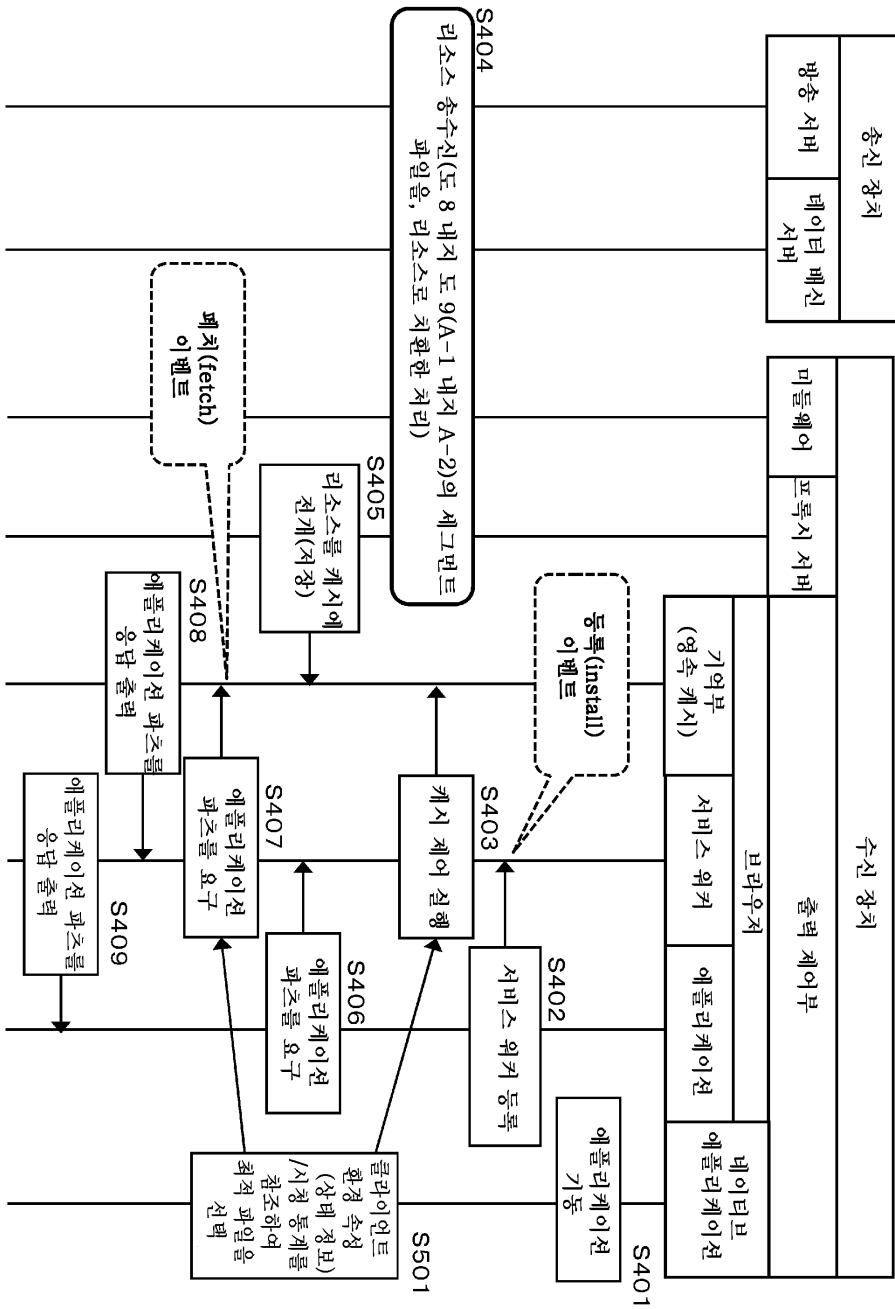 송신 장치
방송 서버
데이터 배신
서버
수신 장치
미들웨어
프록시 서버
출력 제어부
브라우저
기억부
(영속 캐시)
서비스 워커
애플리케이션
네이티브
애플리케이션
S401
애플리케이션
기동
S402
서비스 워커 등록
등록(install)
이벤트
S403
캐시 제어 실행
S404
리소스 송수신(도 8 내지 도 9(A-1 내지 A-2)의 세그먼트
파일을, 리소스로 치환한 처리)
S405
리소스를 캐시에
전개(저장)
S501
클라이언트
환경 속성
(상태 정보)
/시청 통계를
참조하여
최적 파일을
선택
S406
애플리케이션
파츠를 요구
S407
애플리케이션
파츠를 요구
페치(fetch)
이벤트
S408
애플리케이션 파츠를
응답 출력
S409
애플리케이션 파츠를
응답 출력